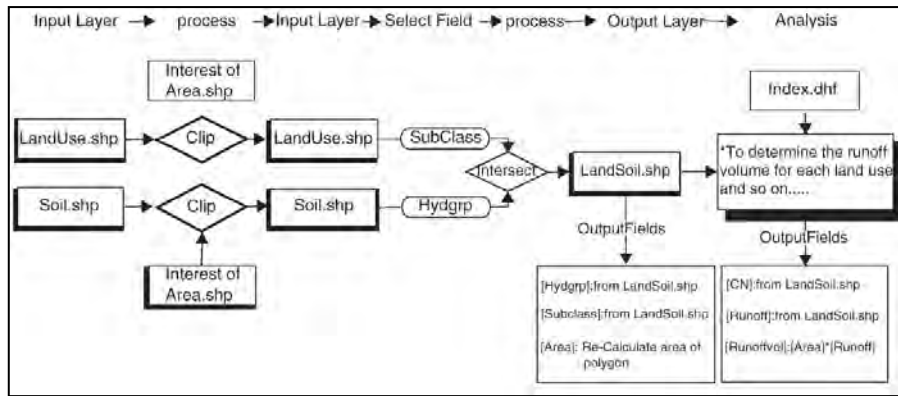 Input Layer process Input Layer Select Field process Output Layer Analysis
Interest of
Area.shp
Index.dhf
LandUse.shp Clip LandUse.shp SubClass
Intersect LandSoil.shp
*To determine the runoff
volume for each land use
and so on.....
Soil.shp Clip Soil.shp Hydgrp
OutputFields
OutputFields
Interest of
Area.shp
[Hydgrp]:from LandSoil.shp
[Subclass]:from LandSoil.shp
[Area]: Re-Calculate area of
polygon
[CN]:from LandSoil.shp
[Runoff]:from LandSoil.shp
[Runoffvol]:[Area]*[Runoff]